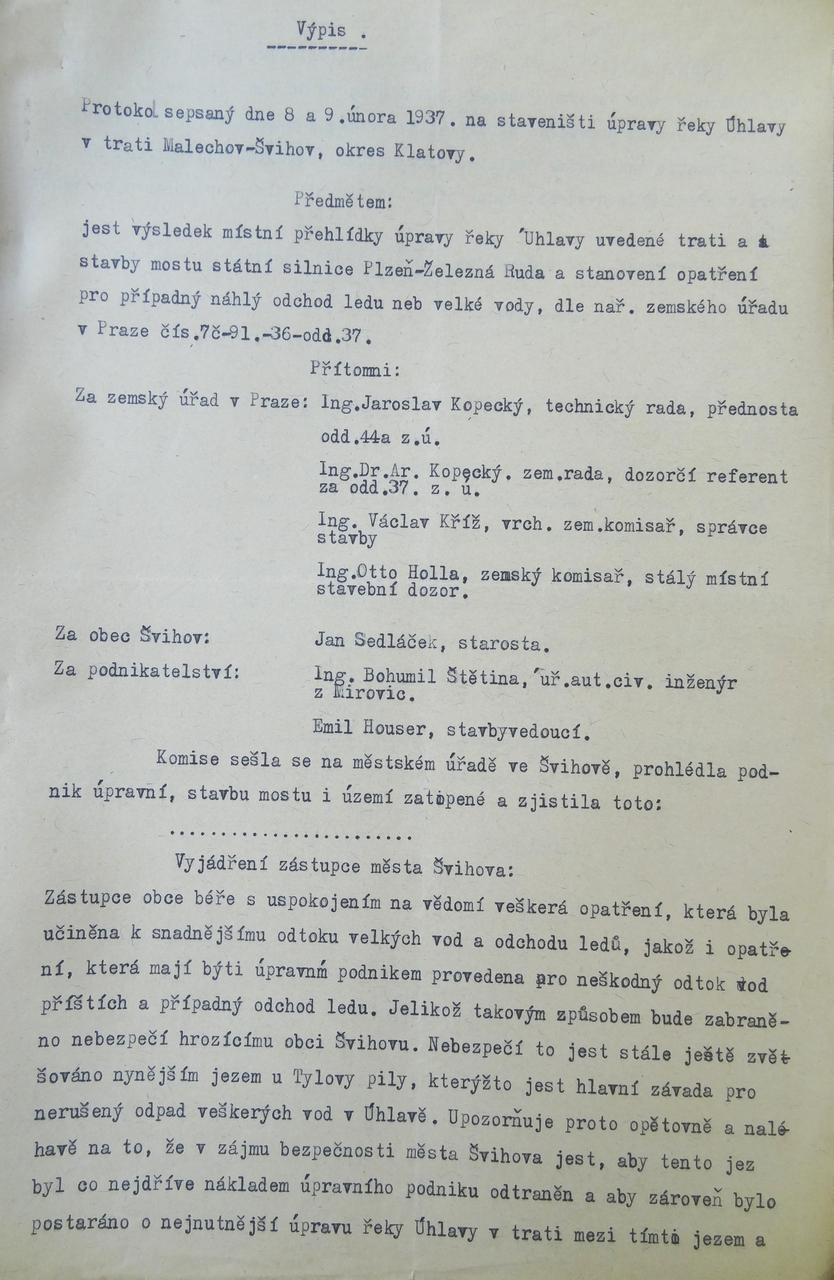 Výpis .
Protokol sepsaný dne 8 a 9.února 1937. na staveništi úpravy řeky Úhlavy
v trati Malechov-Švihov, okres Klatovy.
Předmětem:
jest výsledek místní přehlídky úpravy řeky ´Uhlavy uvedené trati a i
stavby mostu státní silnice Plzeň-Železná Ruda a stanovení opatření
pro případný náhlý odchod ledu neb velké vody, dle nař. zemského úřadu
v Praze čís.7č-91.-36-odd.37.
Přítomni:
Za zemský úřad v Praze: Ing.Jaroslav Kopecký, technický rada, přednosta
odd.44a z.ú.
Ing.Dr.Ar. Kopecký. zem.rada, dozorčí referent
za odd.37. z. ú.
Ing. Václav Kříž, vrch. zem.komisař, správce
stavby
Ing.Otto Holla, zemský komisař, stálý místní
stavební dozor.
Za obec Švihov: Jan Sedláček, starosta.
Za podnikatelství: Ing. Bohumil Štětina,´uř.aut.civ. inženýr
z Mirovic.
Emil Houser, stavbyvedoucí.
Komise sešla se na městském úřadě ve Švihově, prohlédla pod-
nik úpravní, stavbu mostu i území zatopené a zjistila toto:
........................
Vyjádření zástupce města Švihova:
Zástupce obce béře s uspokojením na vědomí veškerá opatření, která byla
učiněna k snadnějšímu odtoku velkých vod a odchodu ledů, jakož i opatře-
ní, která mají býti úpravním podnikem provedena pro neškodný odtok vod
příštích a případný odchod ledu. Jelikož takovým způsobem bude zabraně-
no nebezpečí hrozícímu obci Švihovu. Nebezpečí to jest stále ještě zvět-
šováno nynějším jezem u Tylovy pily, kterýžto jest hlavní závada pro
nerušený odpad veškerých vod v Úhlavě. Upozorňuje proto opětovně a nalé-
havě na to, že v zájmu bezpečnosti města Švihova jest, aby tento jez
byl co nejdříve nákladem úpravního podniku odtraněn a aby zároveň bylo
postaráno o nejnutnější úpravu řeky Úhlavy v trati mezi tímto jezem a